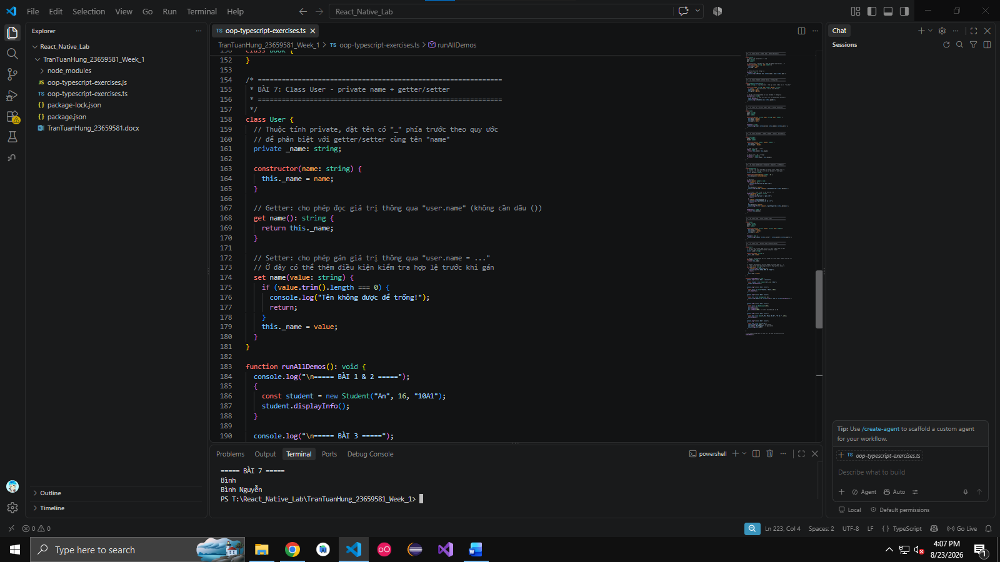 File Edit Selection View Go Run Terminal Help
React_Native_Lab
Explorer
React_Native_Lab
TranTuanHung_23659581_Week_1
node_modules
JS oop-typescript-exercises.js
TS oop-typescript-exercises.ts
{} package-lock.json
{} package.json
TranTuanHung_23659581.docx
Outline
Timeline
TS oop-typescript-exercises.ts
TranTuanHung_23659581_Week_1 > TS oop-typescript-exercises.ts > runAllDemos
152 }
153
154 /* =============================================================
155 * BÀI 7: Class User - private name + getter/setter
156 * =============================================================
157 */
158 class User {
159 // Thuộc tính private, đặt tên có "_" phía trước theo quy ước
160 // để phân biệt với getter/setter cùng tên "name"
161 private _name: string;
162
163 constructor(name: string) {
164 this._name = name;
165 }
166
167 // Getter: cho phép đọc giá trị thông qua "user.name" (không cần dấu ())
168 get name(): string {
169 return this._name;
170 }
171
172 // Setter: cho phép gán giá trị thông qua "user.name = ..."
173 // Ở đây có thể thêm điều kiện kiểm tra hợp lệ trước khi gán
174 set name(value: string) {
175 if (value.trim().length === 0) {
176 console.log("Tên không được để trống!");
177 return;
178 }
179 this._name = value;
180 }
181 }
182
183 function runAllDemos(): void {
184 console.log("\n===== BÀI 1 & 2 =====");
185 {
186 const student = new Student("An", 16, "10A1");
187 student.displayInfo();
188 }
189
190 console.log("\n===== BÀI 3 =====");
Problems Output Terminal Ports Debug Console
powershell
===== BÀI 7 =====
Bình
Bình Nguyễn
PS T:\React_Native_Lab\TranTuanHung_23659581_Week_1>
Chat
Sessions
Tip: Use /create-agent to scaffold a custom agent
for your workflow.
TS oop-typescript-exercises.ts
Describe what to build
Agent Auto
Local Default permissions
0 0
Ln 223, Col 4 Spaces: 2 UTF-8 LF {} TypeScript Go Live
Type here to search
4:07 PM
8/23/2026
1